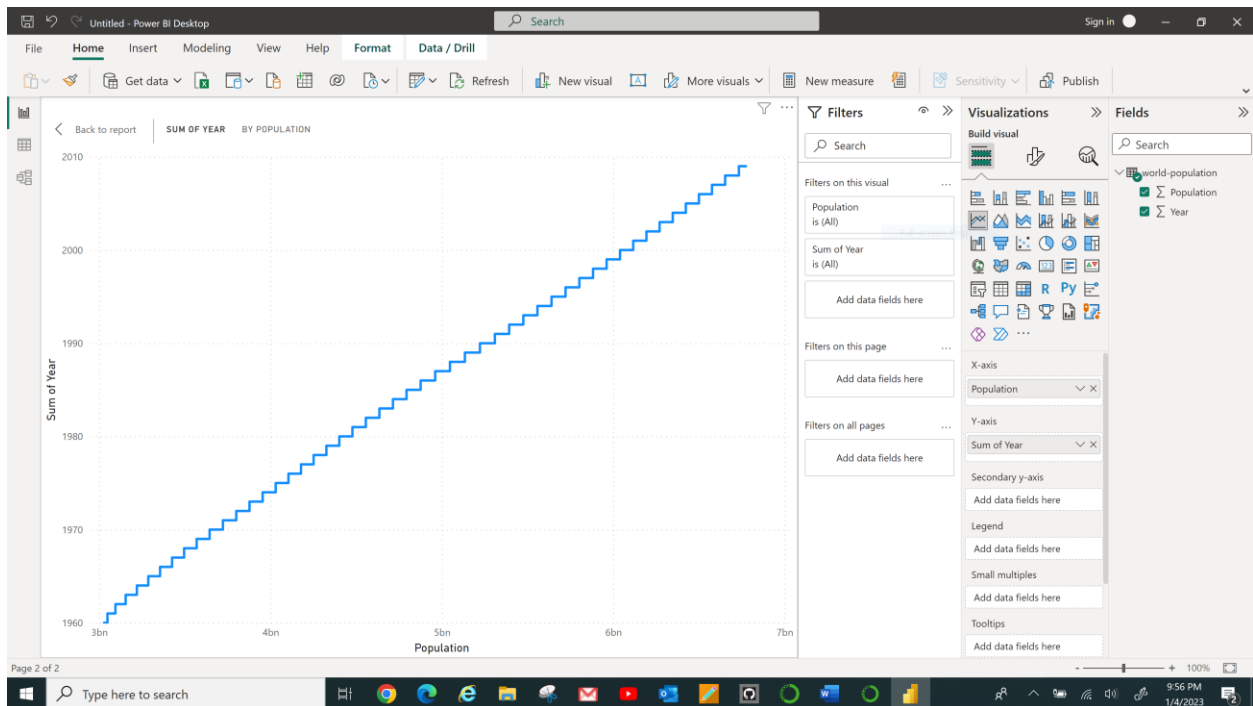 Untitled - Power BI Desktop
Search
Sign in
File Home Insert Modeling View Help Format Data / Drill
Get data
Refresh
New visual
A
More visuals
New measure
Sensitivity
Publish
Back to report
SUM OF YEAR BY POPULATION
2010
2000
1990
1980
1970
1960
Sum of Year
3bn 4bn 5bn 6bn 7bn
Population
Filters
Search
Filters on this visual ...
Population
is (All)
Sum of Year
is (All)
Add data fields here
Filters on this page ...
Add data fields here
Filters on all pages ...
Add data fields here
Visualizations
Build visual
123
R Py
...
X-axis
Population
Y-axis
Sum of Year
Secondary y-axis
Add data fields here
Legend
Add data fields here
Small multiples
Add data fields here
Tooltips
Add data fields here
Fields
Search
world-population
Population
Year
Page 2 of 2
- + 100%
Type here to search
9:56 PM
1/4/2023
2